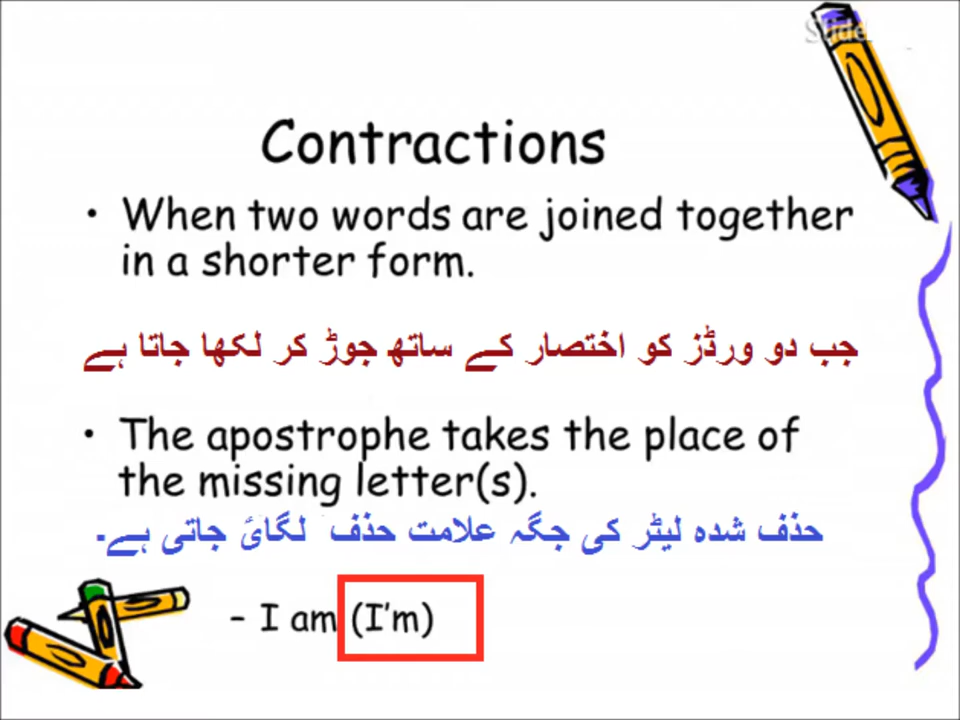 Contractions
• When two words are joined together
in a shorter form.
جب دو ورڈز کو اختصار کے ساتھ جوڑ کر لکھا جاتا ہے
• The apostrophe takes the place of
the missing letter(s).
حذف شدہ لیٹر کی جگہ علامت حذف ' لگائ جاتی ہے۔
– I am (I’m)